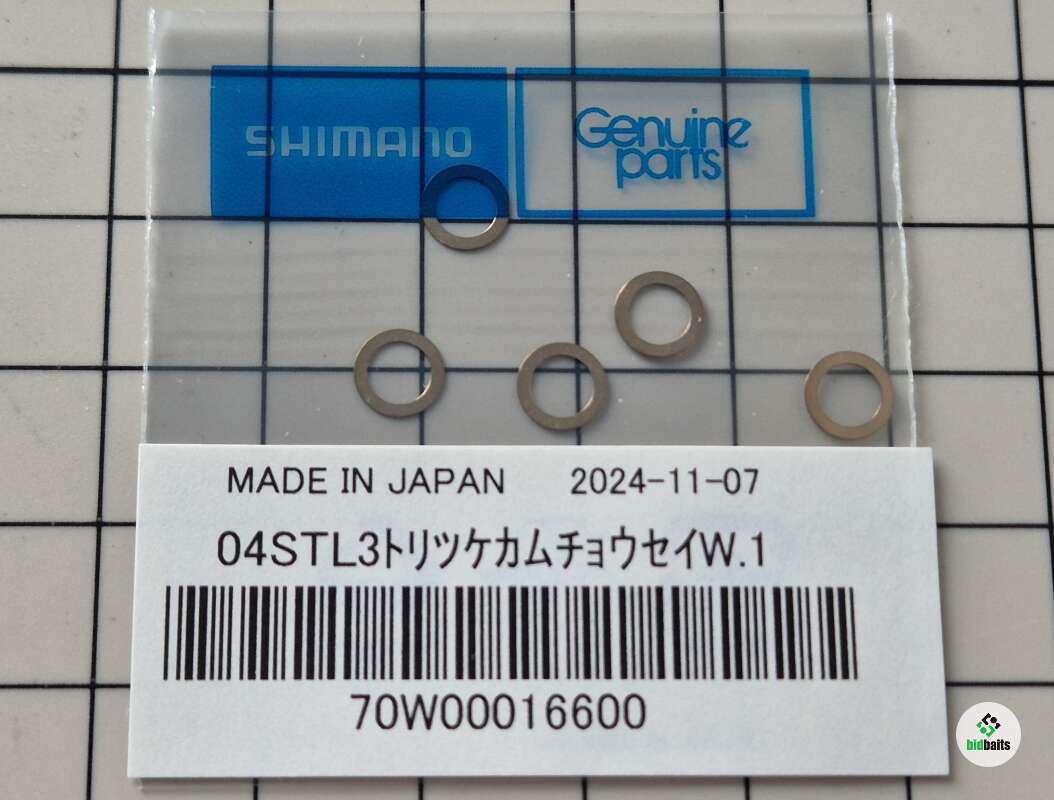 SHIMANO
Genuine
parts
MADE IN JAPAN 2024-11-07
04STL3ﾄﾘﾂｹｶﾑﾁｮｳｾｲW.1
70W00016600
bidbaits